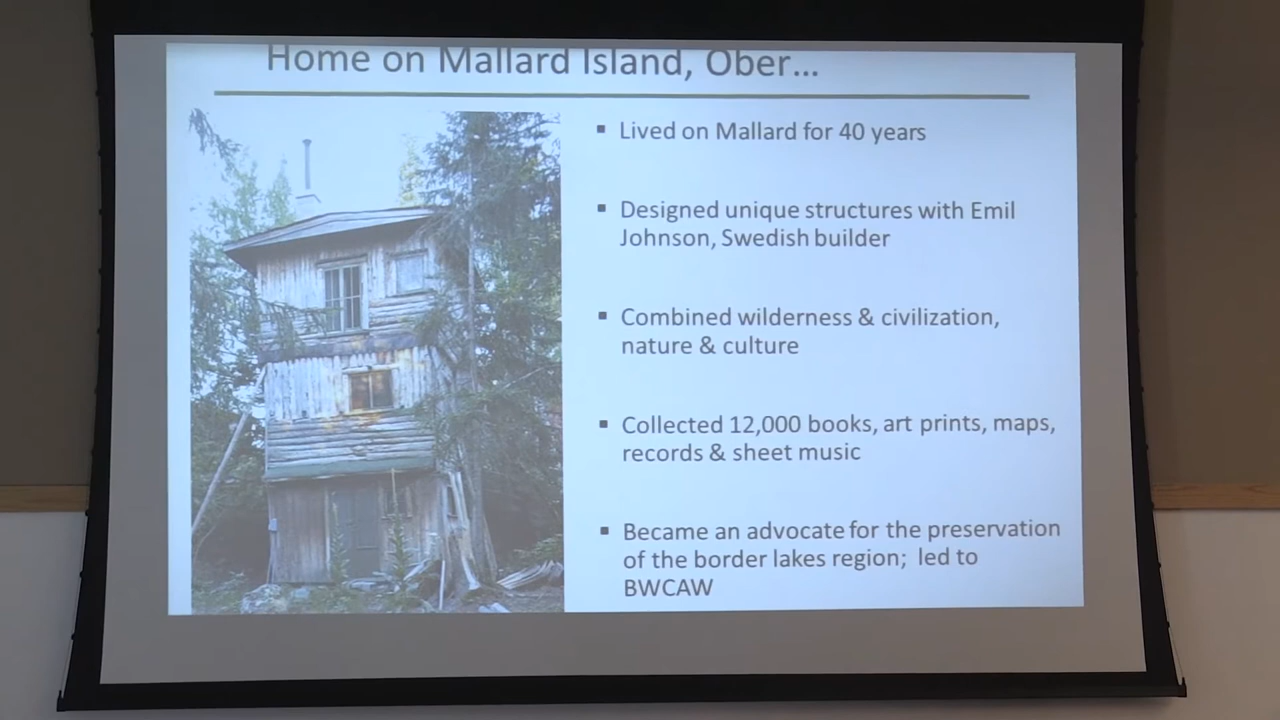 Home on Mallard Island, Ober…
▪ Lived on Mallard for 40 years
▪ Designed unique structures with Emil
Johnson, Swedish builder
▪ Combined wilderness & civilization,
nature & culture
▪ Collected 12,000 books, art prints, maps,
records & sheet music
▪ Became an advocate for the preservation
of the border lakes region; led to
BWCAW